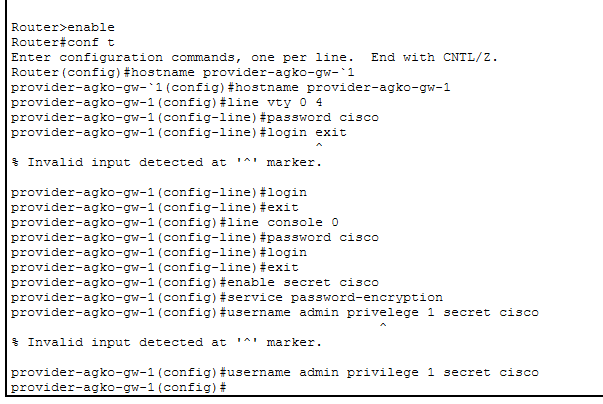 Router>enable
Router#conf t
Enter configuration commands, one per line.  End with CNTL/Z.
Router(config)#hostname provider-agko-gw-`1
provider-agko-gw-`1(config)#hostname provider-agko-gw-1
provider-agko-gw-1(config)#line vty 0 4
provider-agko-gw-1(config-line)#password cisco
provider-agko-gw-1(config-line)#login exit
                                      ^
% Invalid input detected at '^' marker.
provider-agko-gw-1(config-line)#login
provider-agko-gw-1(config-line)#exit
provider-agko-gw-1(config)#line console 0
provider-agko-gw-1(config-line)#password cisco
provider-agko-gw-1(config-line)#login
provider-agko-gw-1(config-line)#exit
provider-agko-gw-1(config)#enable secret cisco
provider-agko-gw-1(config)#service password-encryption
provider-agko-gw-1(config)#username admin privelege 1 secret cisco
                                              ^
% Invalid input detected at '^' marker.
provider-agko-gw-1(config)#username admin privilege 1 secret cisco
provider-agko-gw-1(config)#